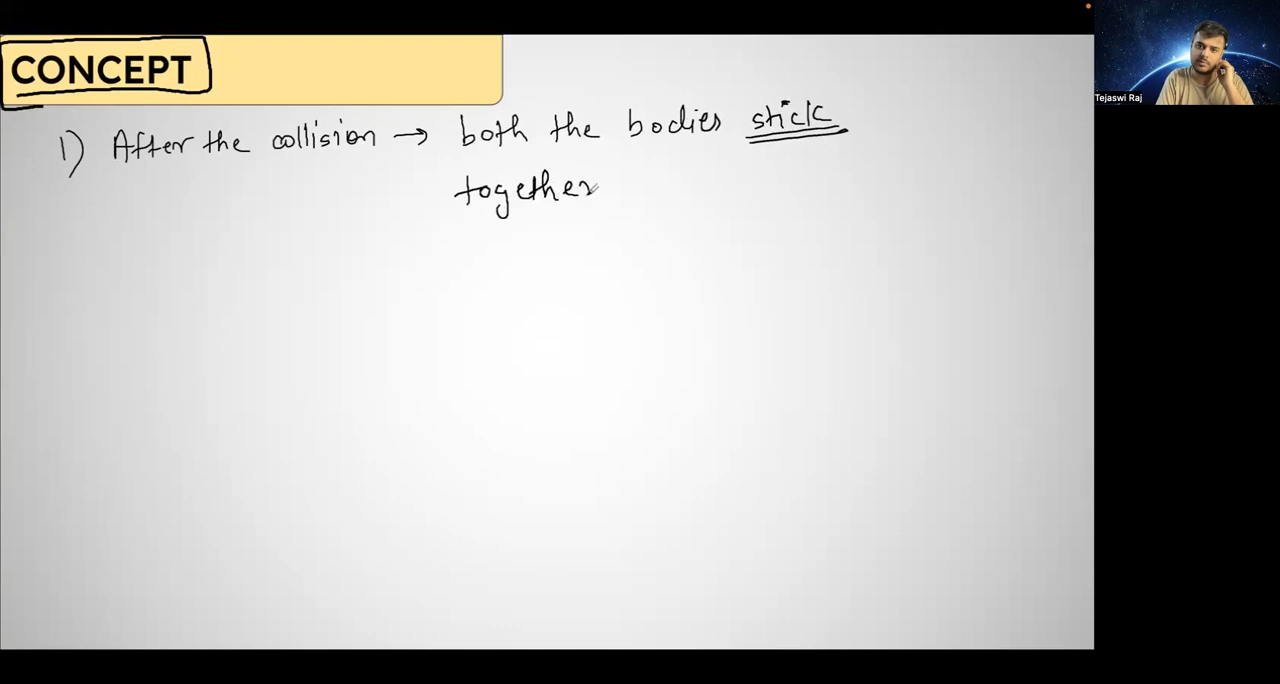 CONCEPT
1) After the collision → both the bodies stick
together
Tejaswi Raj